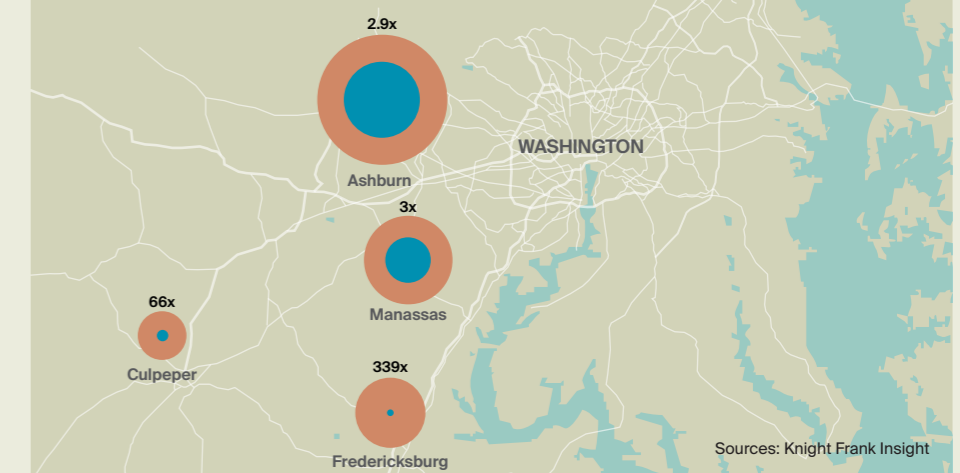 2.9x
WASHINGTON
Ashburn
3x
Manassas
66x
Culpeper
339x
Fredericksburg
Sources: Knight Frank Insight